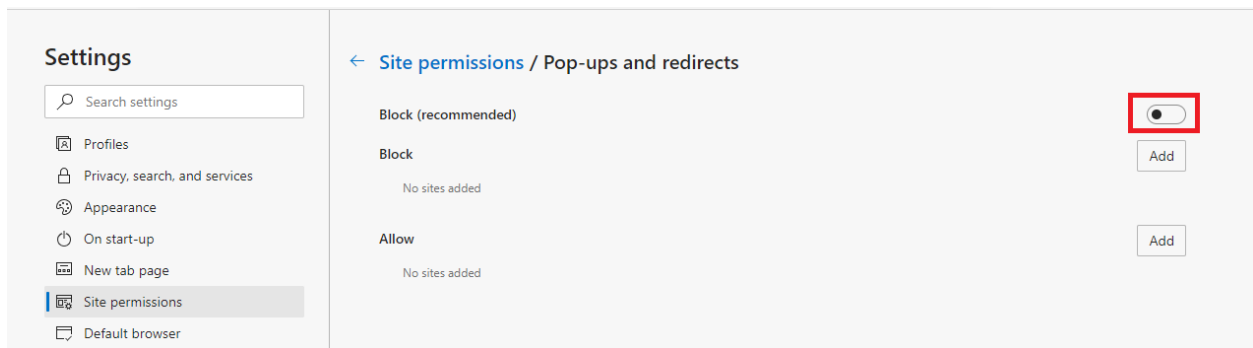 Settings
Search settings
Profiles
Privacy, search, and services
Appearance
On start-up
New tab page
Site permissions
Default browser
Site permissions / Pop-ups and redirects
Block (recommended)
Block
Add
No sites added
Allow
Add
No sites added